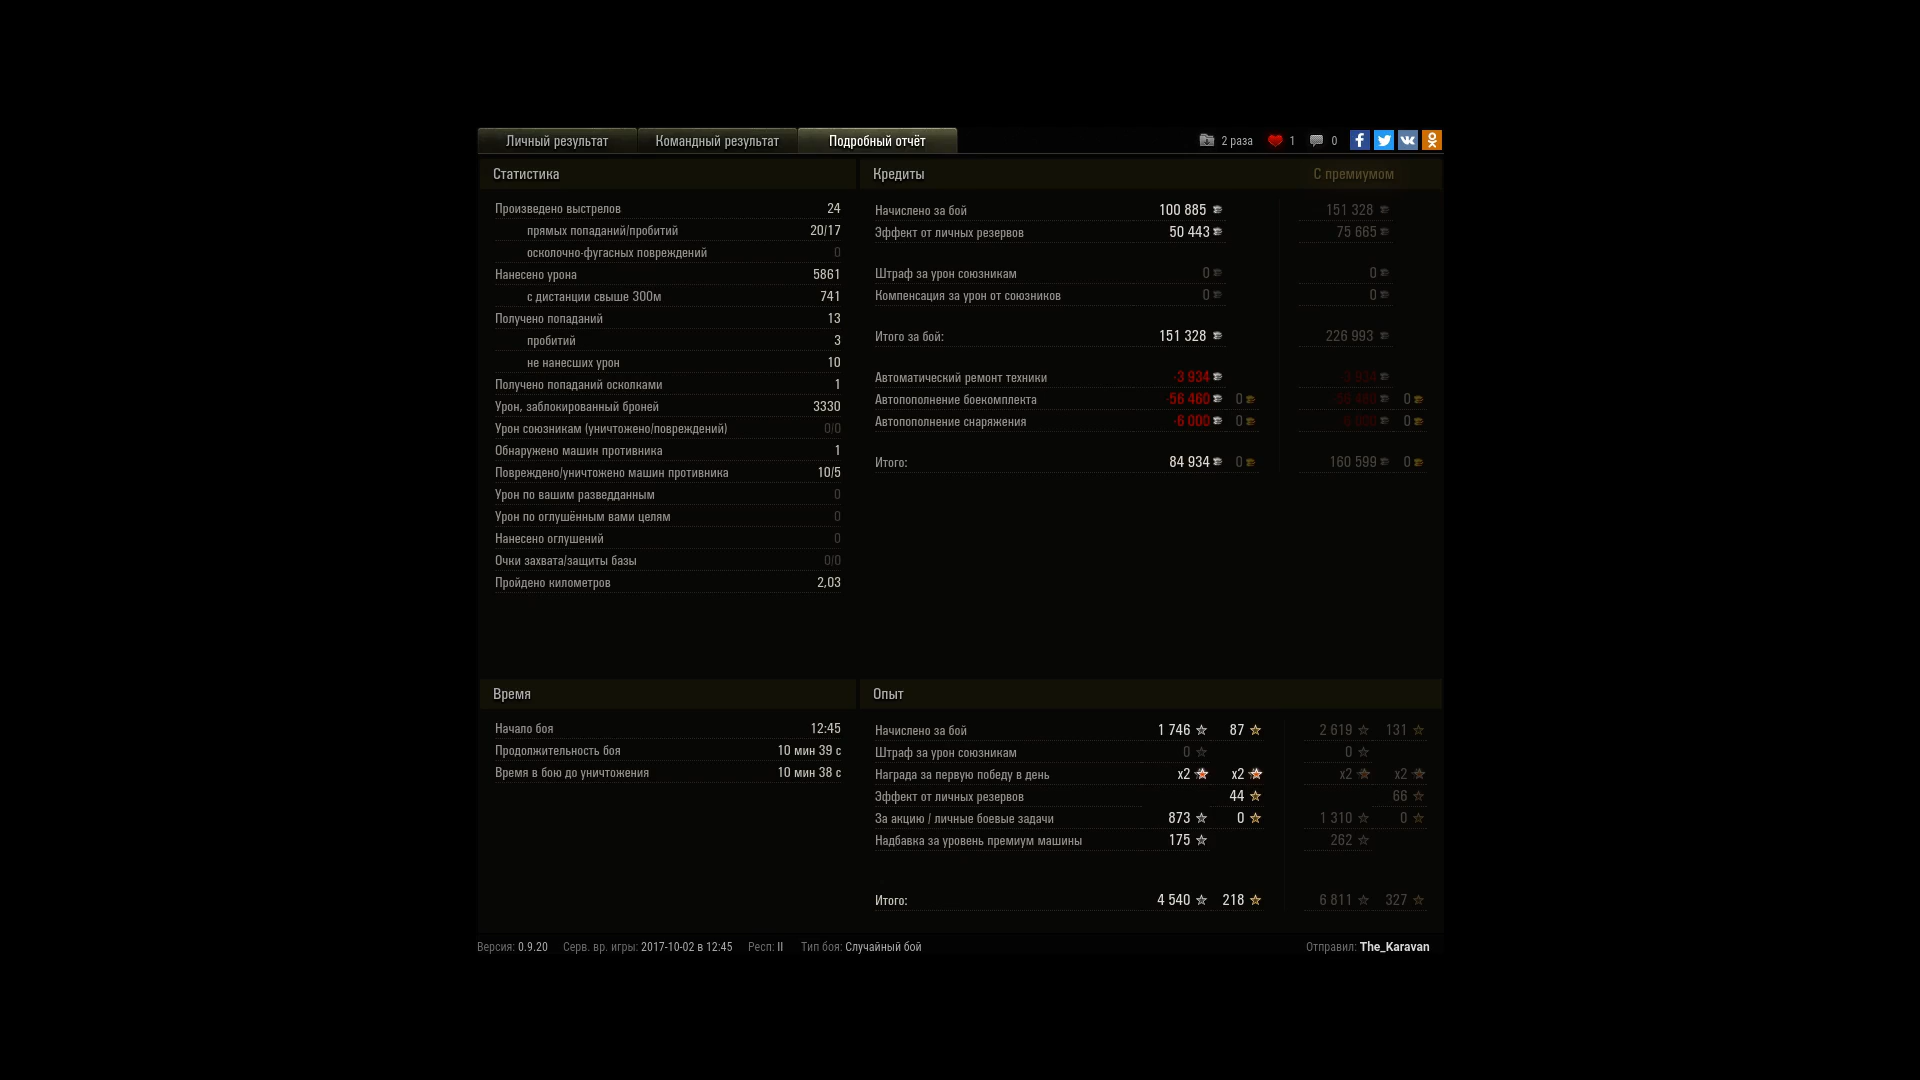 Личный результат Командный результат Подробный отчёт 2 раза 1 0
Статистика
Произведено выстрелов 24
прямых попаданий/пробитий 20/17
осколочно-фугасных повреждений 0
Нанесено урона 5861
с дистанции свыше 300м 741
Получено попаданий 13
пробитий 3
не нанесших урон 10
Получено попаданий осколками 1
Урон, заблокированный броней 3330
Урон союзникам (уничтожено/повреждений) 0/0
Обнаружено машин противника 1
Повреждено/уничтожено машин противника 10/5
Урон по вашим разведданным 0
Урон по оглушённым вами целям 0
Нанесено оглушений 0
Очки захвата/защиты базы 0/0
Пройдено километров 2,03
Кредиты С премиумом
Начислено за бой 100 885 151 328
Эффект от личных резервов 50 443 75 665
Штраф за урон союзникам 0 0
Компенсация за урон от союзников 0 0
Итого за бой: 151 328 226 993
Автоматический ремонт техники -3 934 -3 934
Автопополнение боекомплекта -56 460 0 -56 460 0
Автопополнение снаряжения -6 000 0 -6 000 0
Итого: 84 934 0 160 599 0
Время
Начало боя 12:45
Продолжительность боя 10 мин 39 с
Время в бою до уничтожения 10 мин 38 с
Опыт
Начислено за бой 1 746 87 2 619 131
Штраф за урон союзникам 0 0
Награда за первую победу в день x2 x2 x2 x2
Эффект от личных резервов 44 66
За акцию / личные боевые задачи 873 0 1 310 0
Надбавка за уровень премиум машины 175 262
Итого: 4 540 218 6 811 327
Версия: 0.9.20 Серв. вр. игры: 2017-10-02 в 12:45 Респ: II Тип боя: Случайный бой Отправил: The_Karavan